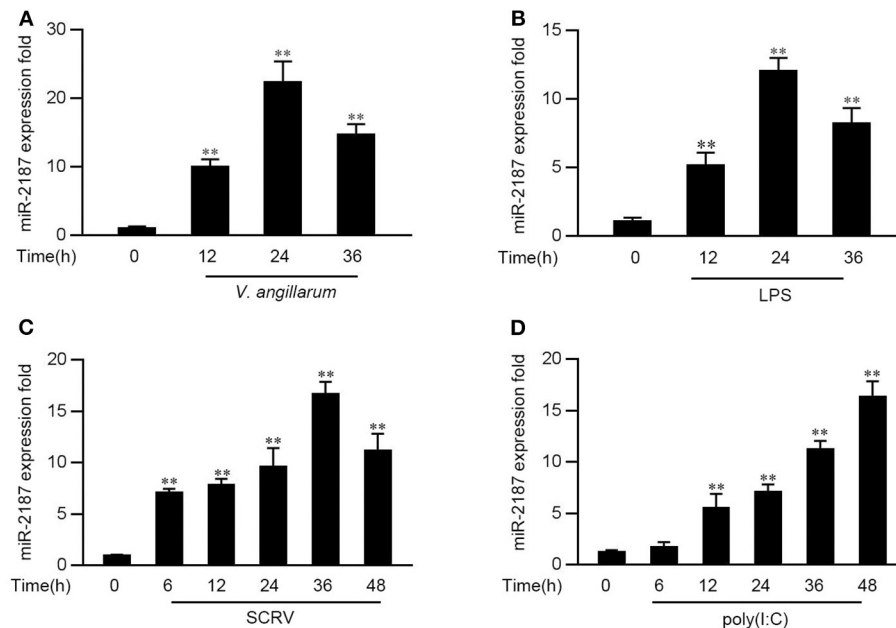 A
miR-2187 expression fold
30
20
10
0
**
**
**
Time(h) 0 12 24 36
V. angillarum
B
miR-2187 expression fold
15
10
5
0
**
**
**
Time(h) 0 12 24 36
LPS
C
miR-2187 expression fold
20
15
10
5
0
**
**
**
**
**
Time(h) 0 6 12 24 36 48
SCRV
D
miR-2187 expression fold
20
15
10
5
0
**
**
**
**
Time(h) 0 6 12 24 36 48
poly(I:C)